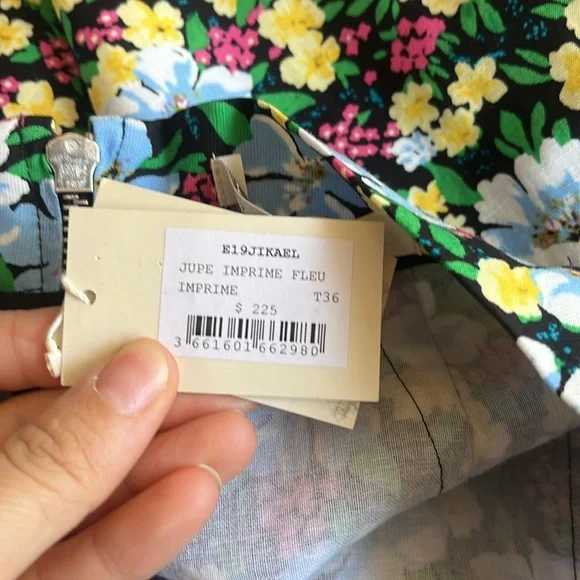 E19JIKAEL
JUPE IMPRIME FLEU
IMPRIME T36
$ 225
3 661601 662980